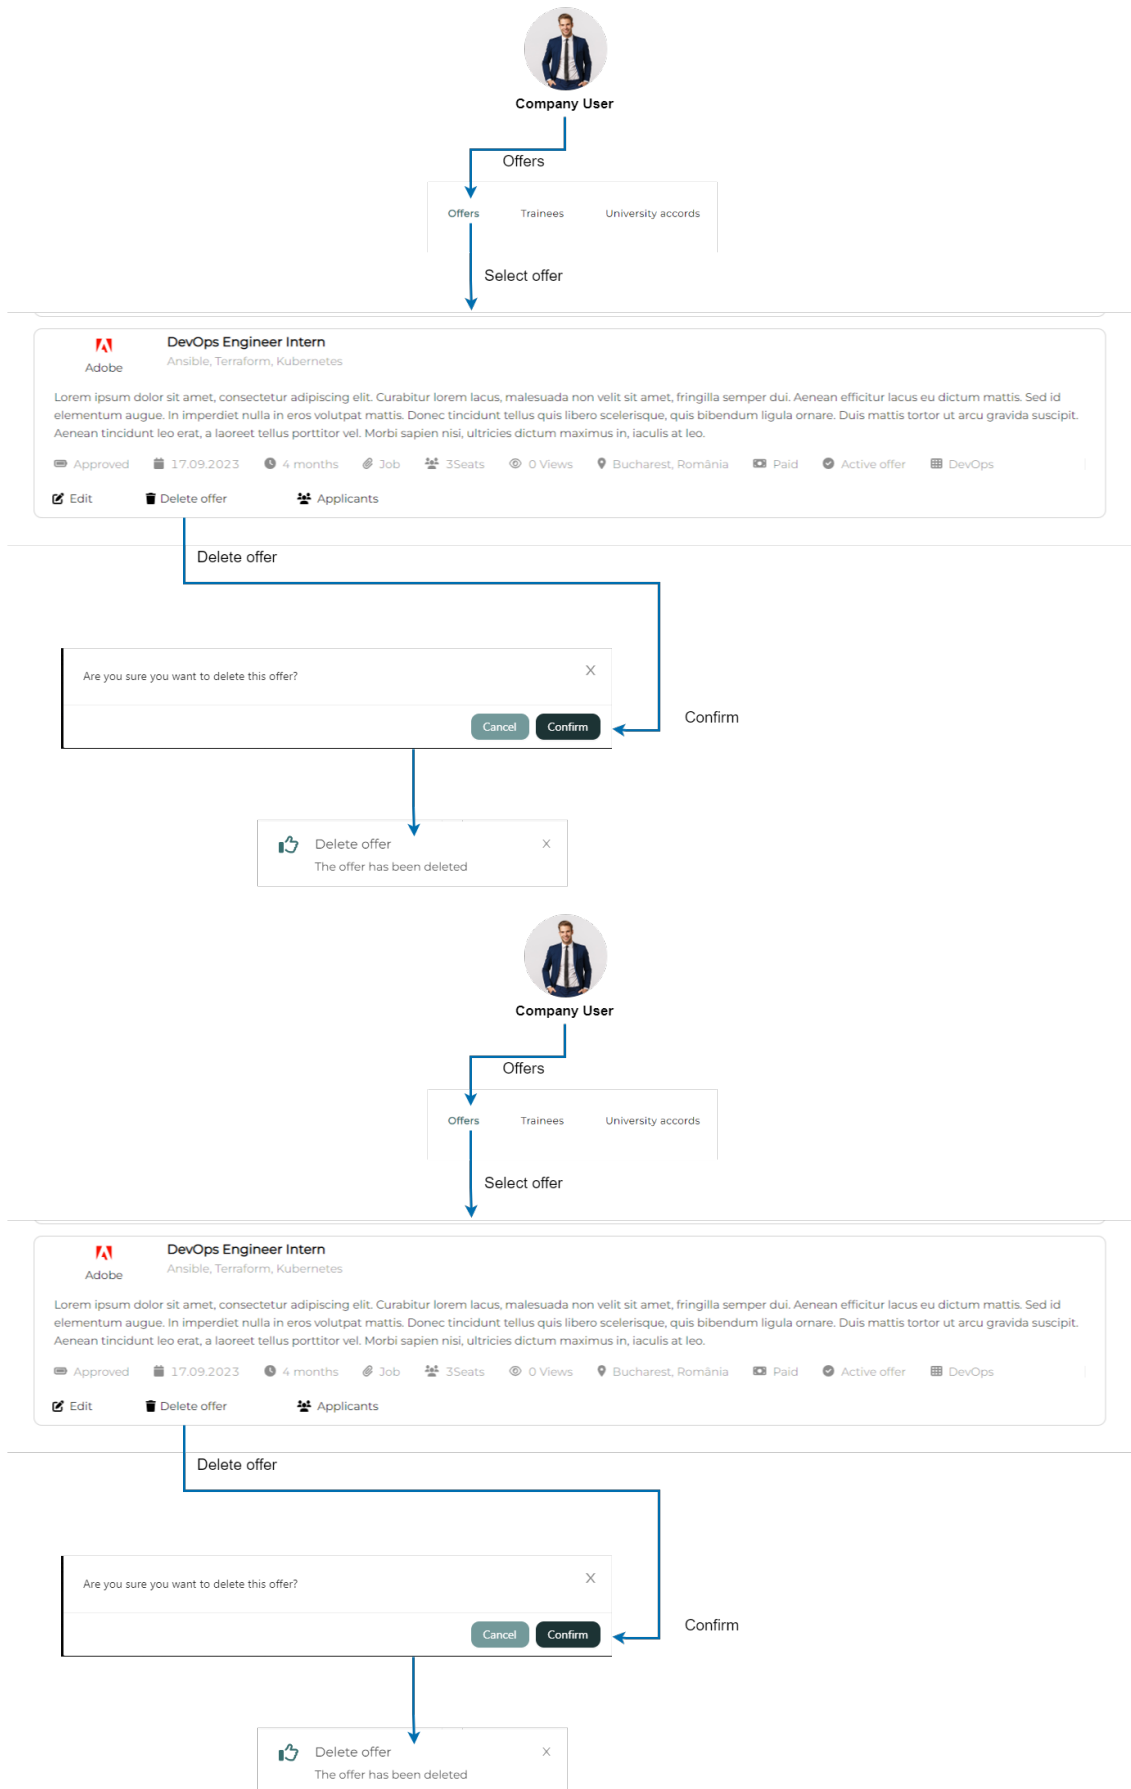 Company User
Offers
Offers Trainees University accords
Select offer
DevOps Engineer Intern
Ansible, Terraform, Kubernetes
Adobe
Lorem ipsum dolor sit amet, consectetur adipiscing elit. Curabitur lorem lacus, malesuada non velit sit amet, fringilla semper dui. Aenean efficitur lacus eu dictum mattis. Sed id
elementum augue. In imperdiet nulla in eros volutpat mattis. Donec tincidunt tellus quis libero scelerisque, quis bibendum ligula ornare. Duis mattis tortor ut arcu gravida suscipit.
Aenean tincidunt leo erat, a laoreet tellus porttitor vel. Morbi sapien nisi, ultricies dictum maximus in, iaculis at leo.
Approved 17.09.2023 4 months Job 3Seats 0 Views Bucharest, România Paid Active offer DevOps
Edit Delete offer Applicants
Delete offer
Are you sure you want to delete this offer? X
Cancel Confirm
Confirm
Delete offer X
The offer has been deleted
Company User
Offers
Offers Trainees University accords
Select offer
DevOps Engineer Intern
Ansible, Terraform, Kubernetes
Adobe
Lorem ipsum dolor sit amet, consectetur adipiscing elit. Curabitur lorem lacus, malesuada non velit sit amet, fringilla semper dui. Aenean efficitur lacus eu dictum mattis. Sed id
elementum augue. In imperdiet nulla in eros volutpat mattis. Donec tincidunt tellus quis libero scelerisque, quis bibendum ligula ornare. Duis mattis tortor ut arcu gravida suscipit.
Aenean tincidunt leo erat, a laoreet tellus porttitor vel. Morbi sapien nisi, ultricies dictum maximus in, iaculis at leo.
Approved 17.09.2023 4 months Job 3Seats 0 Views Bucharest, România Paid Active offer DevOps
Edit Delete offer Applicants
Delete offer
Are you sure you want to delete this offer? X
Cancel Confirm
Confirm
Delete offer X
The offer has been deleted